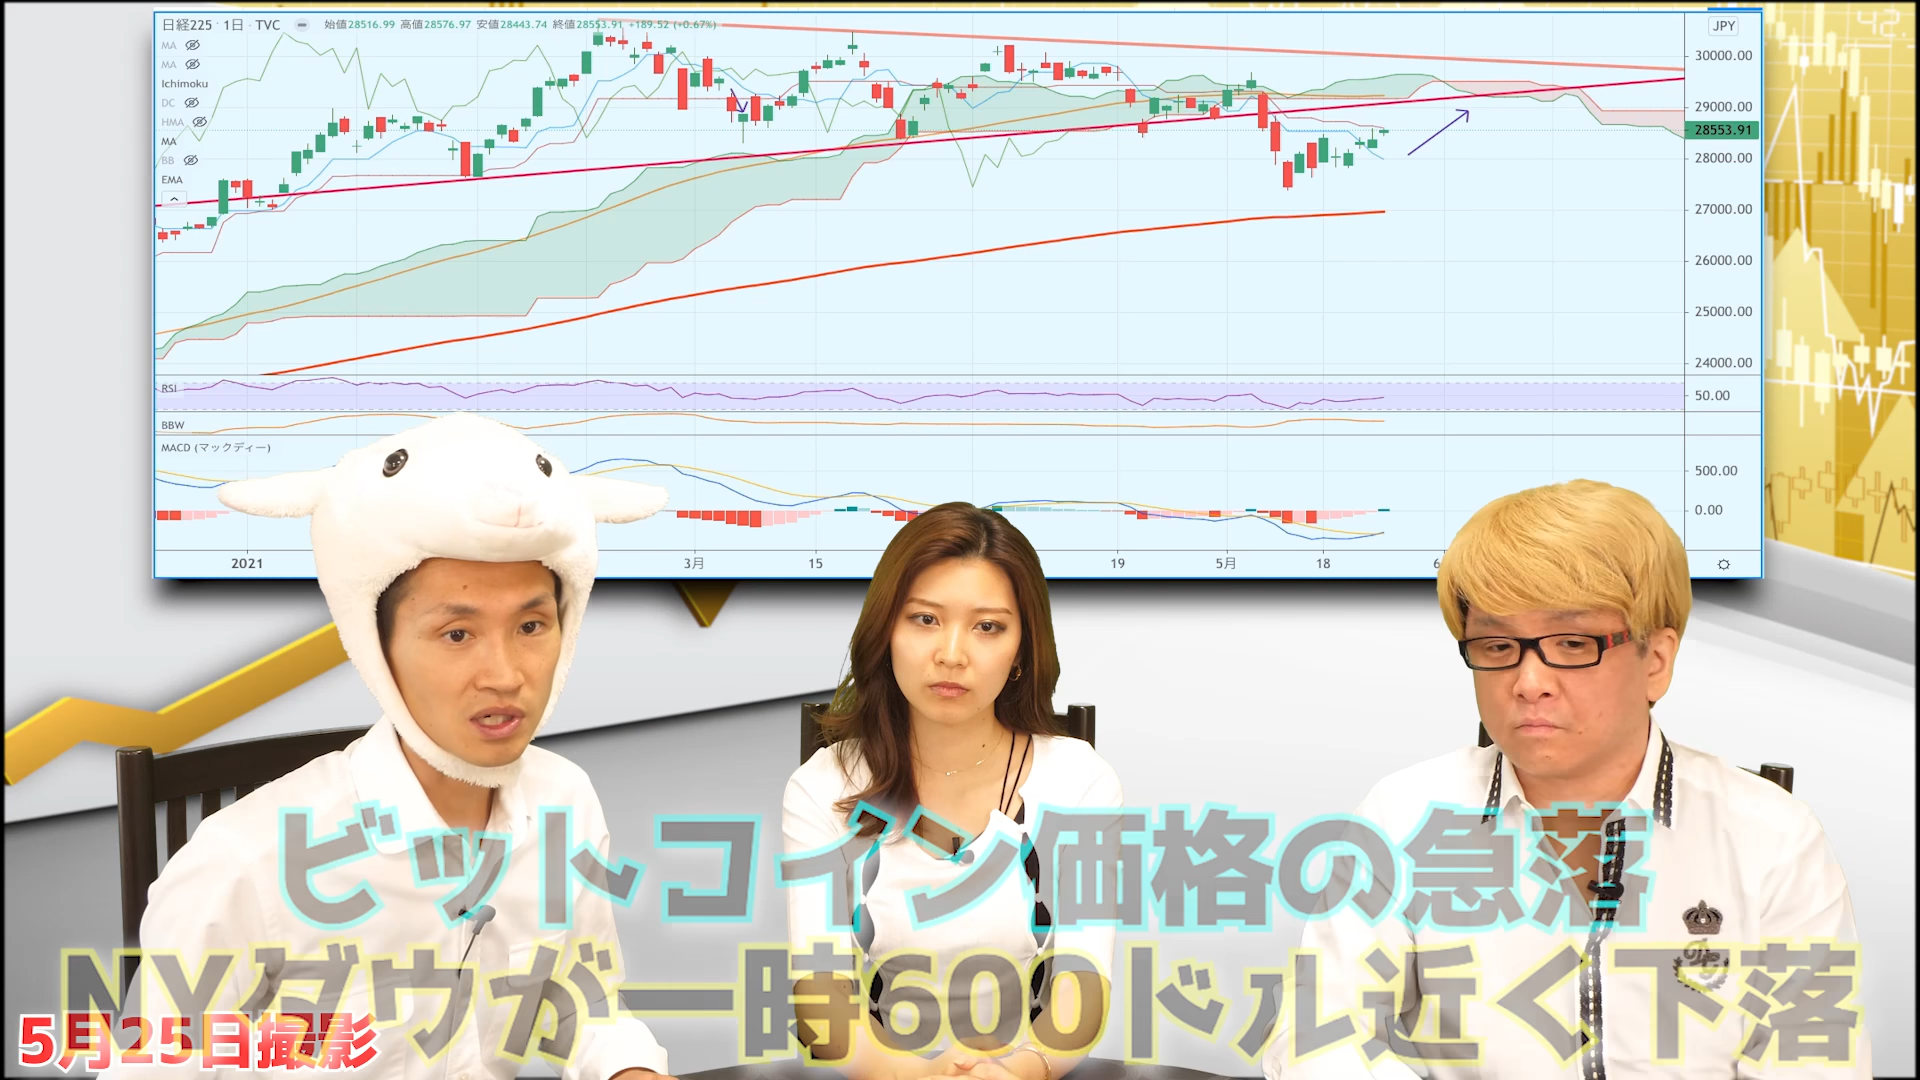 日経225 · 1日 · TVC 始値28516.99 高値28576.97 安値28443.74 終値28553.91 +189.52 (+0.67%)
MA
MA
Ichimoku
DC
HMA
MA
BB
EMA
JPY
30000.00
29000.00
28553.91
28000.00
27000.00
26000.00
25000.00
24000.00
RSI
50.00
BBW
MACD (マックディー)
500.00
0.00
2021
3月
15
19
5月
18
6
ビットコイン価格の急落
NYダウが一時600ドル近く下落
5月25日撮影